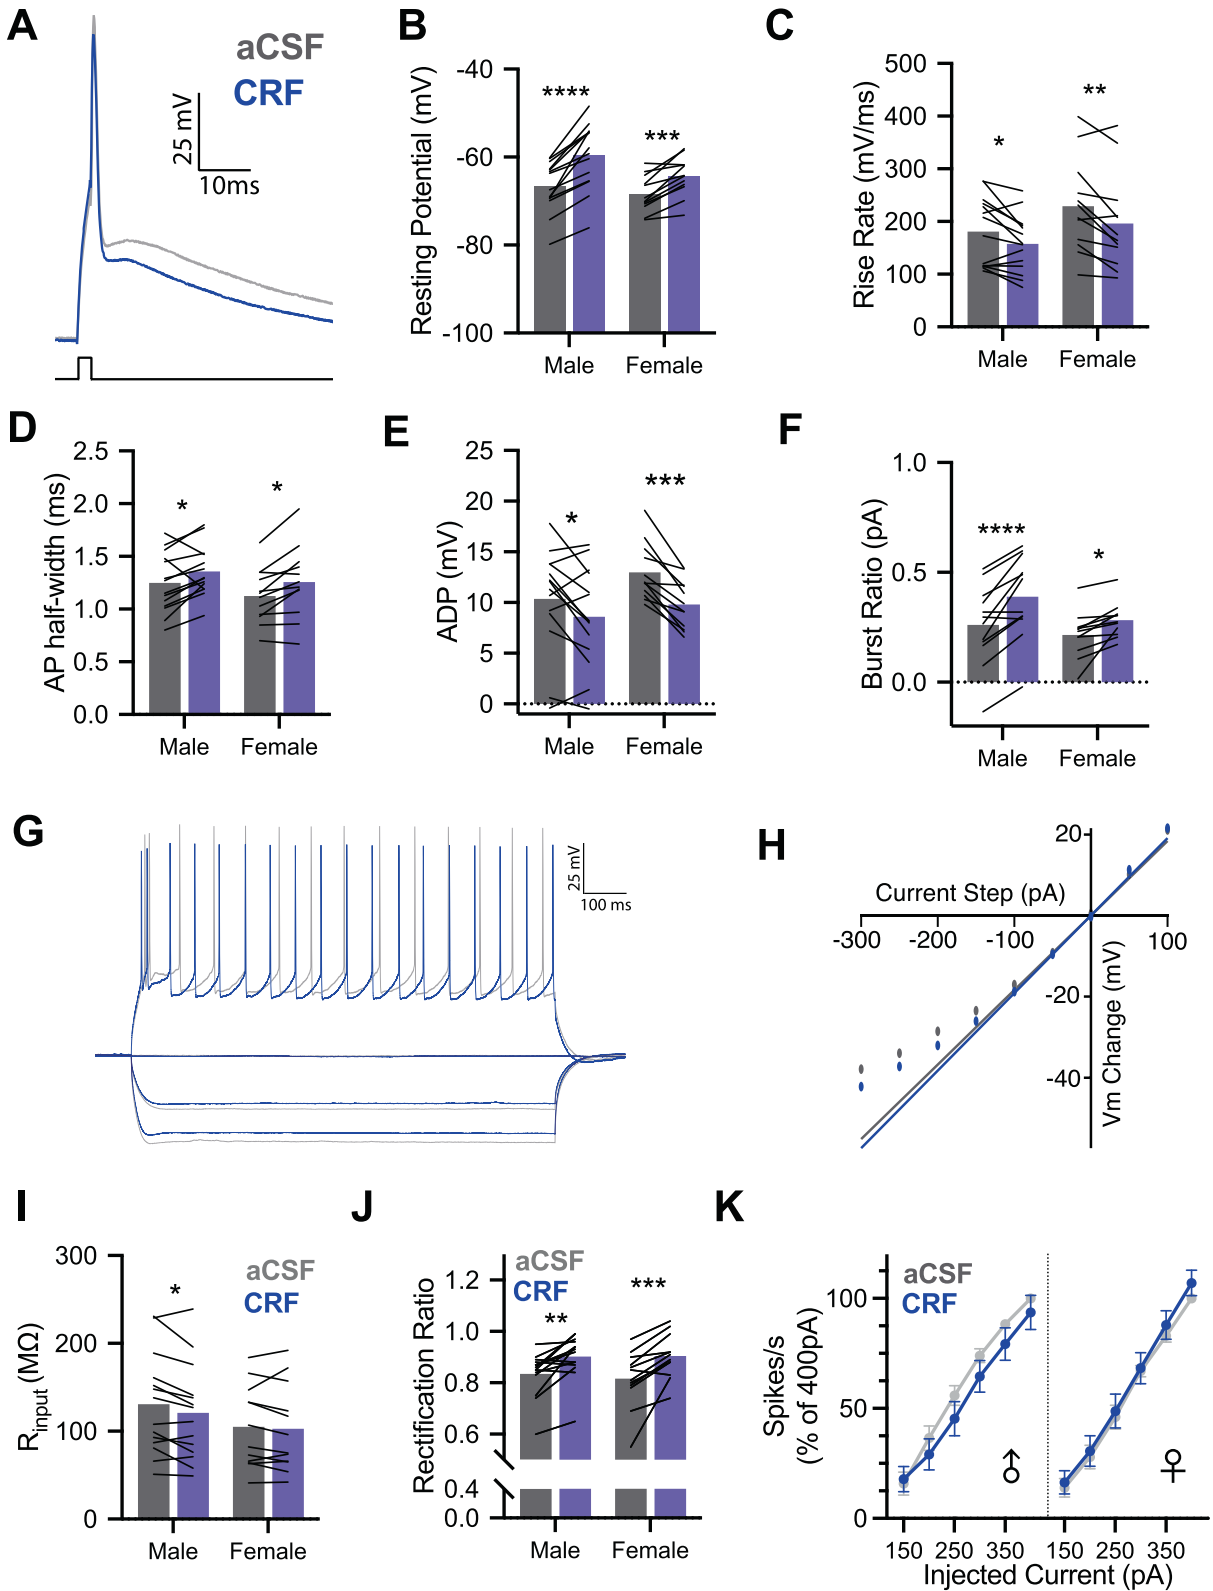 A
aCSF
CRF
25 mV
10ms
B
Resting Potential (mV)
-40
-60
-80
-100
****
***
Male
Female
C
Rise Rate (mV/ms)
500
400
300
200
100
0
*
**
Male
Female
D
AP half-width (ms)
2.5
2.0
1.5
1.0
0.5
0.0
*
*
Male
Female
E
ADP (mV)
25
20
15
10
5
0
*
***
Male
Female
F
Burst Ratio (pA)
1.0
0.5
0.0
****
*
Male
Female
G
25 mV
100 ms
H
Current Step (pA)
-300
-200
-100
100
20
-20
-40
Vm Change (mV)
I
Rinput (MΩ)
300
200
100
0
*
aCSF
CRF
Male
Female
J
Rectification Ratio
1.2
1.0
0.8
0.6
0.4
0.0
aCSF
CRF
**
***
Male
Female
K
Spikes/s
(% of 400pA)
100
50
0
aCSF
CRF
♂
♀
150
250
350
150
250
350
Injected Current (pA)